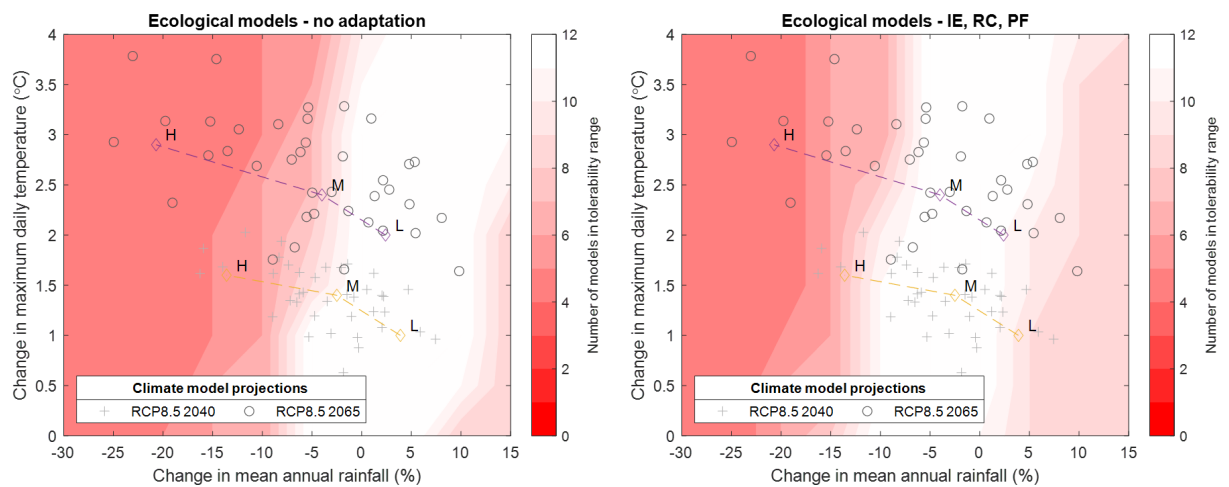 Ecological models - no adaptation
4
3.5
3
2.5
2
1.5
1
0.5
0
Change in maximum daily temperature (°C)
H
M
L
H
M
L
Climate model projections
RCP8.5 2040
RCP8.5 2065
-30 -25 -20 -15 -10 -5 0 5 10 15
Change in mean annual rainfall (%)
12
10
8
6
4
2
0
Number of models in tolerability range
Ecological models - IE, RC, PF
4
3.5
3
2.5
2
1.5
1
0.5
0
Change in maximum daily temperature (°C)
H
M
L
H
M
L
Climate model projections
RCP8.5 2040
RCP8.5 2065
-30 -25 -20 -15 -10 -5 0 5 10 15
Change in mean annual rainfall (%)
12
10
8
6
4
2
0
Number of models in tolerability range